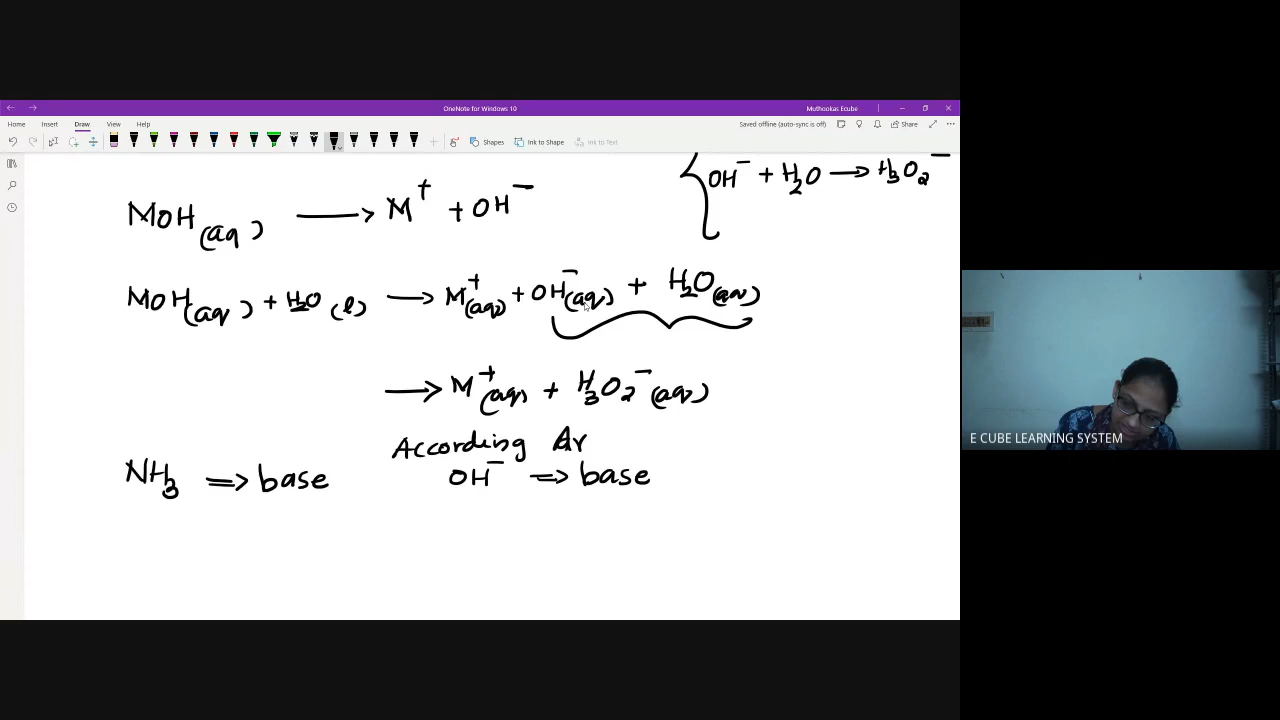 OneNote for Windows 10
Muthookas Ecube
Home Insert Draw View Help
Saved offline (auto-sync is off)
Share
Shapes
Ink to Shape
Ink to Text
OH⁻ + H₂O ⟶ H₃O₂⁻
MOH(aq) ⟶ M⁺ + OH⁻
MOH(aq) + H₂O (l) ⟶ M⁺(aq) + OH⁻(aq) + H₂O(aq)
⟶ M⁺(aq) + H₃O₂⁻(aq)
According Ar
NH₃ ⟹ base
OH⁻ ⟹ base
E CUBE LEARNING SYSTEM